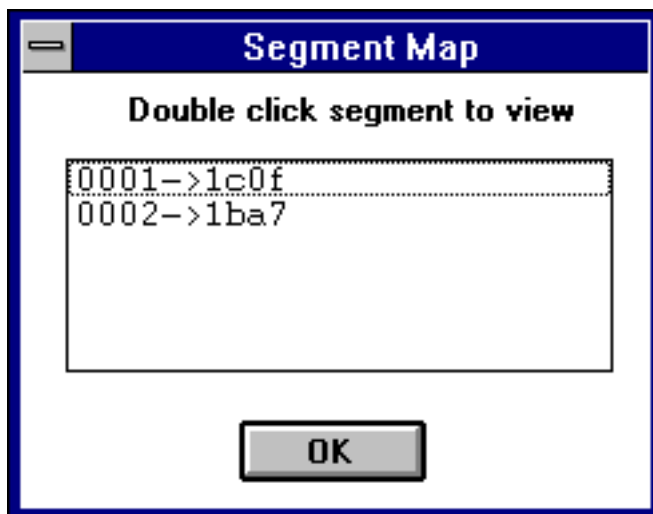 Segment Map
Double click segment to view
0001->1c0f
0002->1ba7
OK